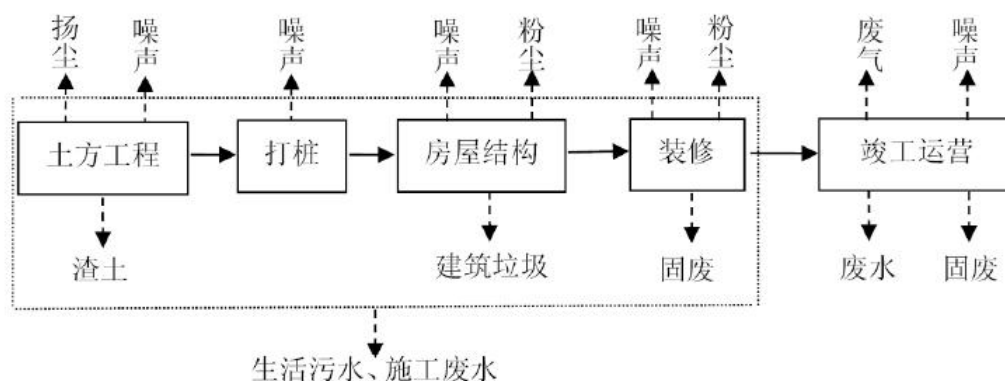 扬尘 噪声 噪声 噪声 粉尘 噪声 粉尘 废气 噪声
土方工程 打桩 房屋结构 装修 竣工运营
渣土 建筑垃圾 固废 废水 固废
生活污水、施工废水